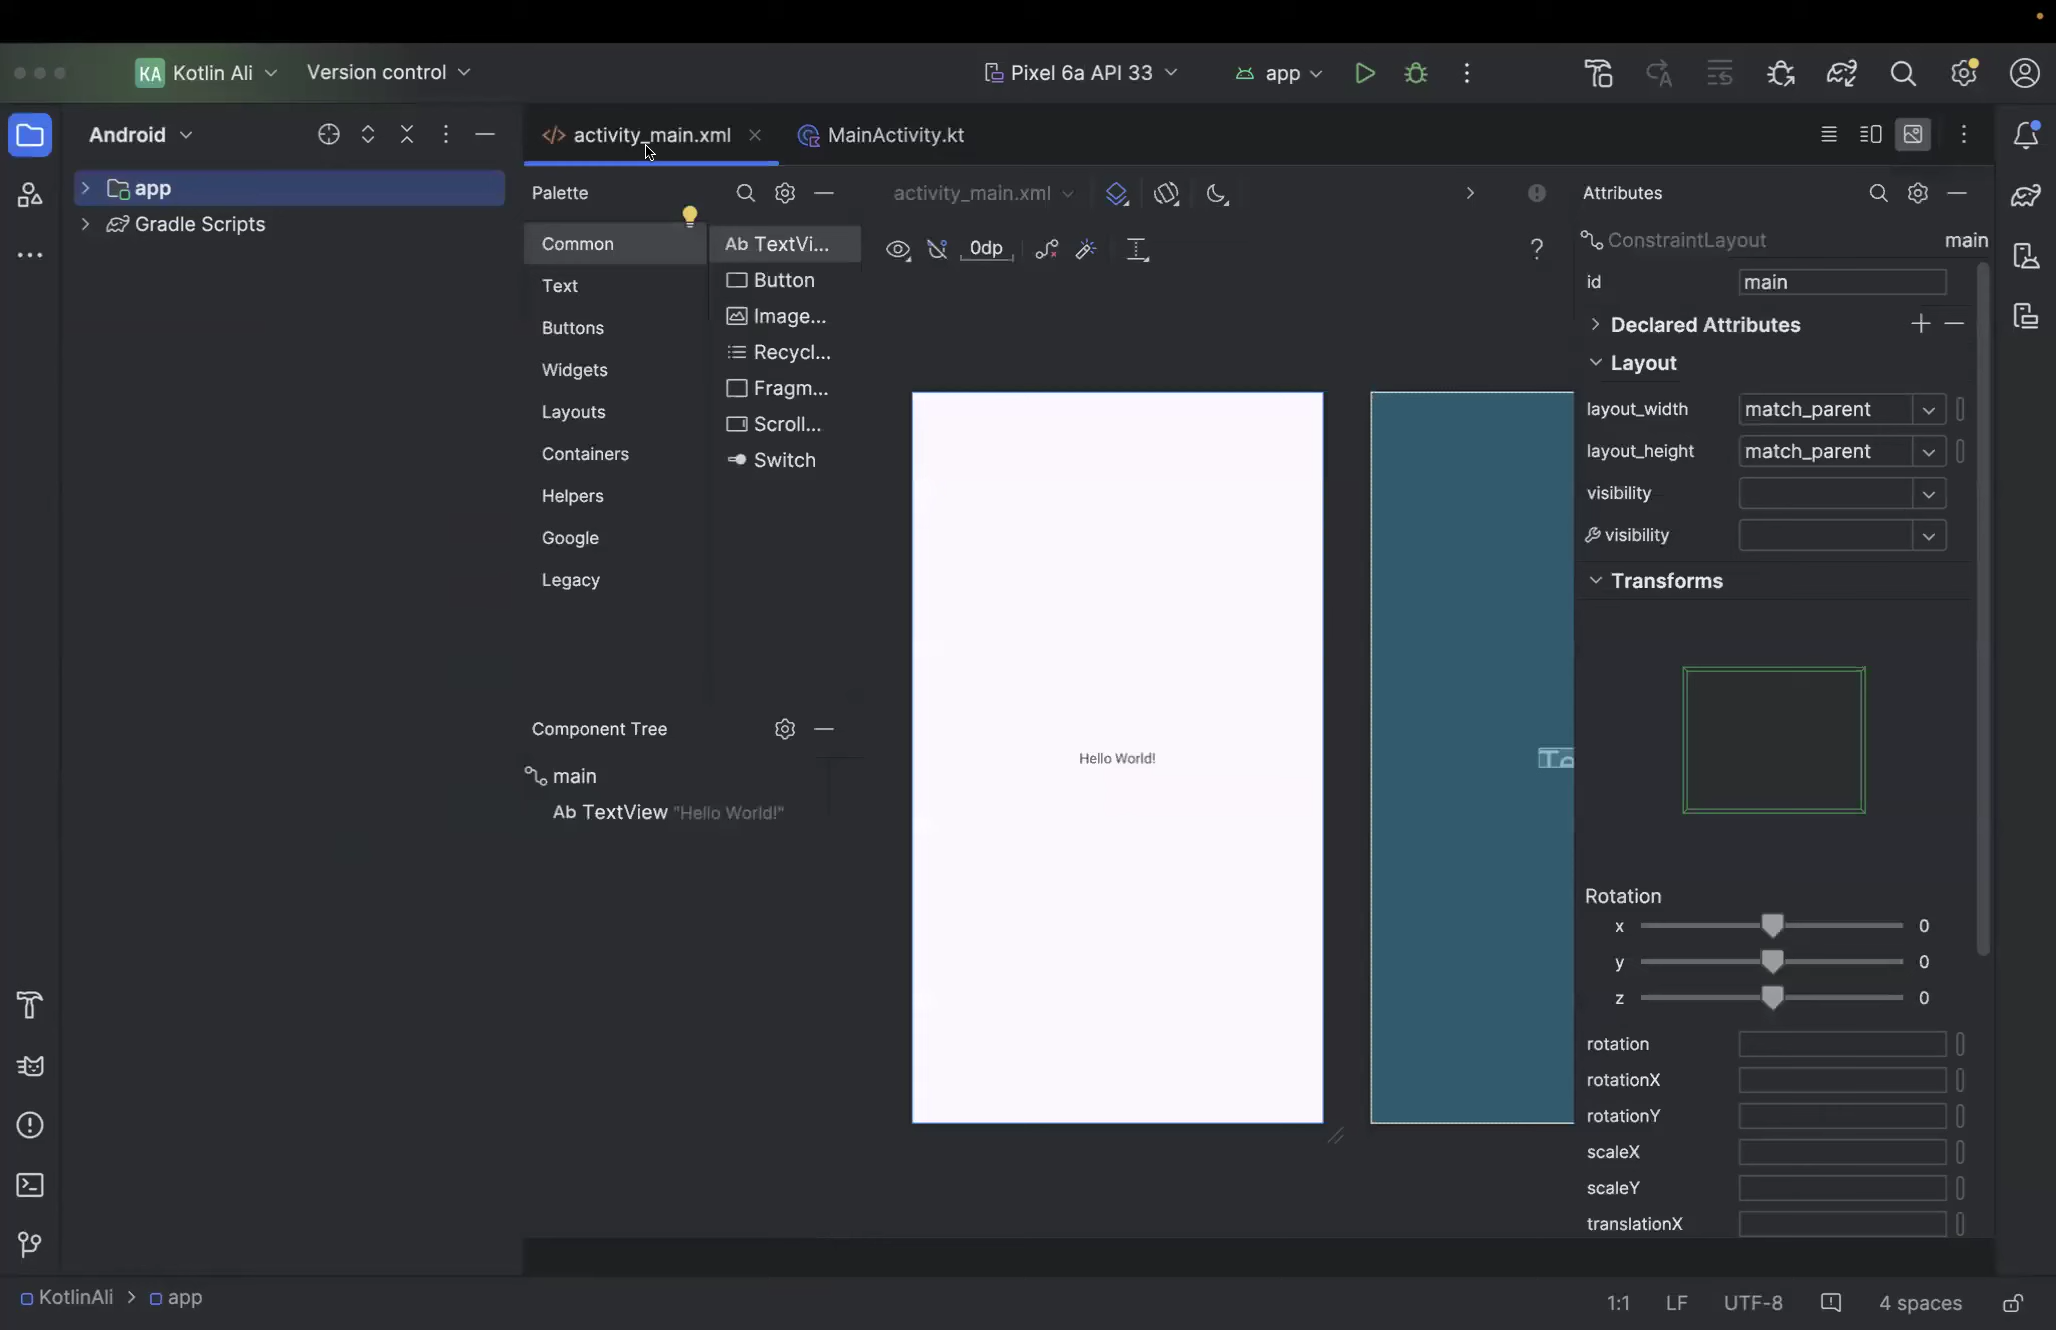 KA Kotlin Ali Version control Pixel 6a API 33 app
Android
app
Gradle Scripts
activity_main.xml MainActivity.kt
Palette
Common
Text
Buttons
Widgets
Layouts
Containers
Helpers
Google
Legacy
Ab TextVi...
Button
Image...
Recycl...
Fragm...
Scroll...
Switch
Component Tree
main
Ab TextView "Hello World!"
activity_main.xml
0dp
?
Hello World!
Attributes
ConstraintLayout main
id main
Declared Attributes
Layout
layout_width match_parent
layout_height match_parent
visibility
visibility
Transforms
Rotation
x 0
y 0
z 0
rotation
rotationX
rotationY
scaleX
scaleY
translationX
KotlinAli > app 1:1 LF UTF-8 4 spaces